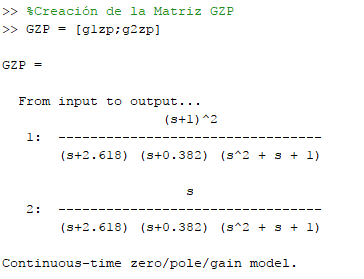 >> %Creación de la Matriz GZP
>> GZP = [g1zp;g2zp]
GZP =
From input to output...
(s+1)^2
1: ---------------------------------
(s+2.618) (s+0.382) (s^2 + s + 1)
s
2: ---------------------------------
(s+2.618) (s+0.382) (s^2 + s + 1)
Continuous-time zero/pole/gain model.